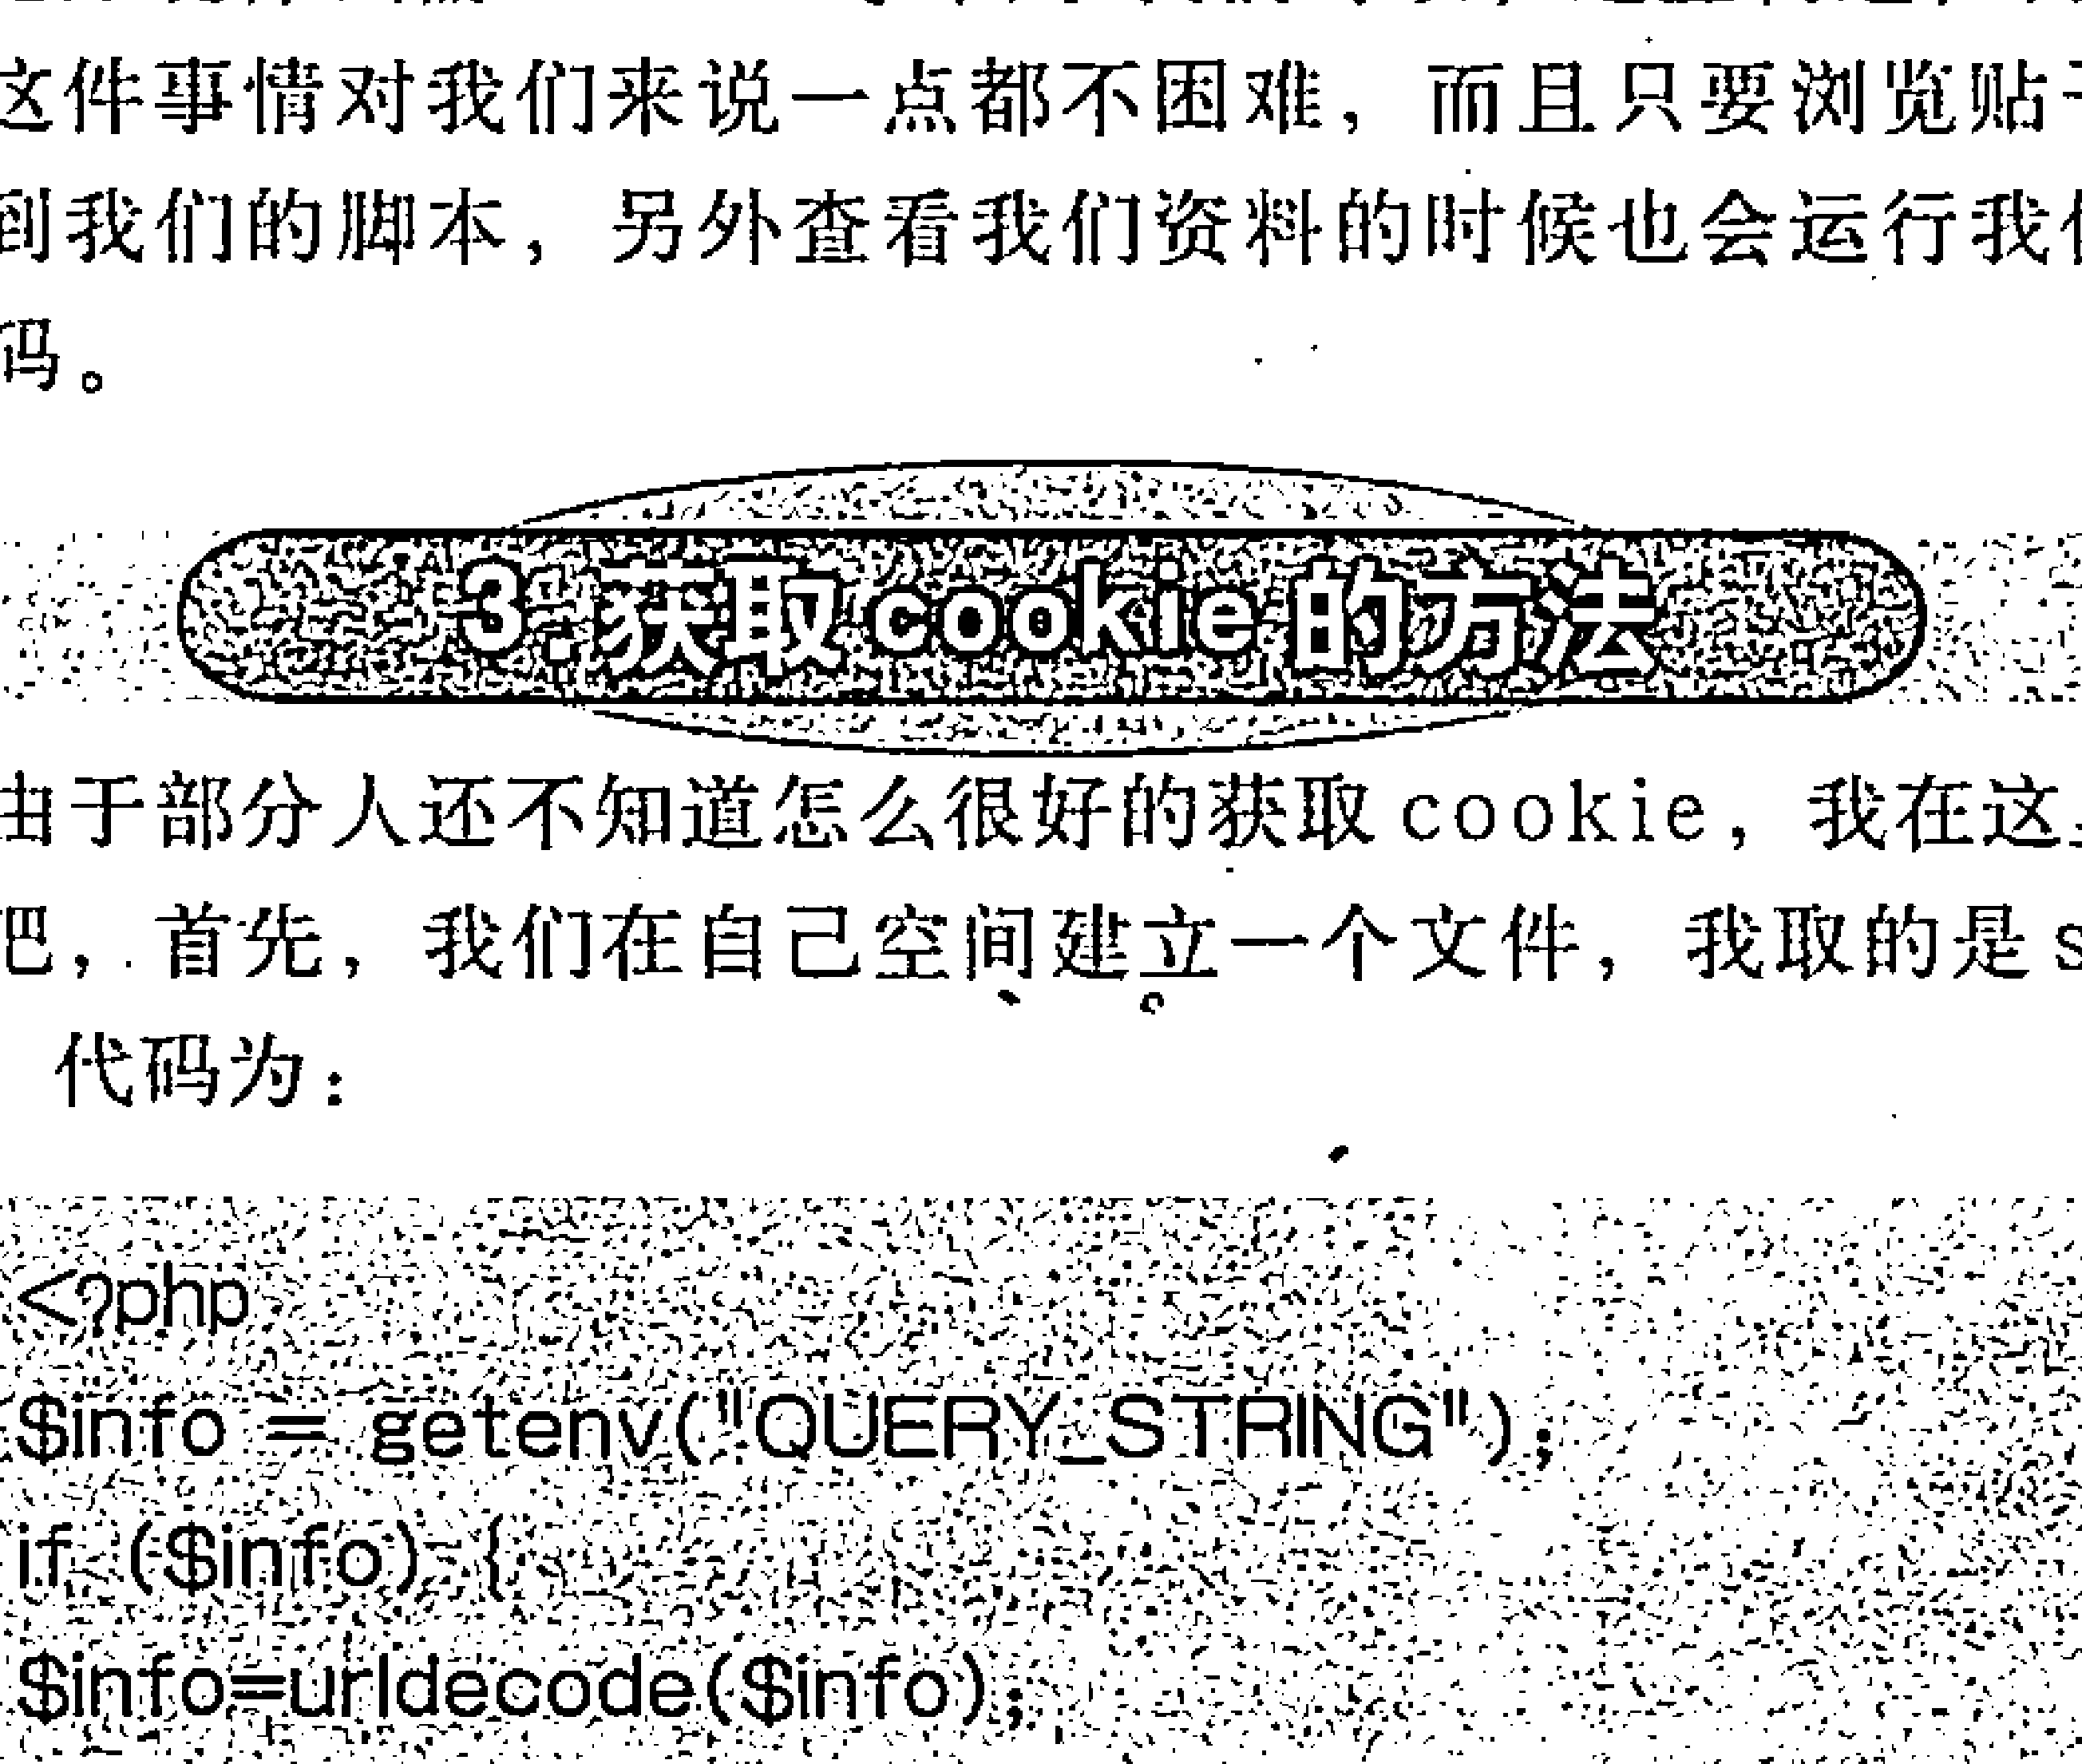 这件事情对我们来说一点都不困难，而且只要浏览贴
到我们的脚本，另外查看我们资料的时候也会运行我们
码。
3.获取cookie的方法
由于部分人还不知道怎么很好的获取cookie，我在这
吧，首先，我们在自己空间建立一个文件，我取的是s
代码为：
<?php
$info = getenv("QUERY_STRING");
if ($info) {
$info=urldecode($info);